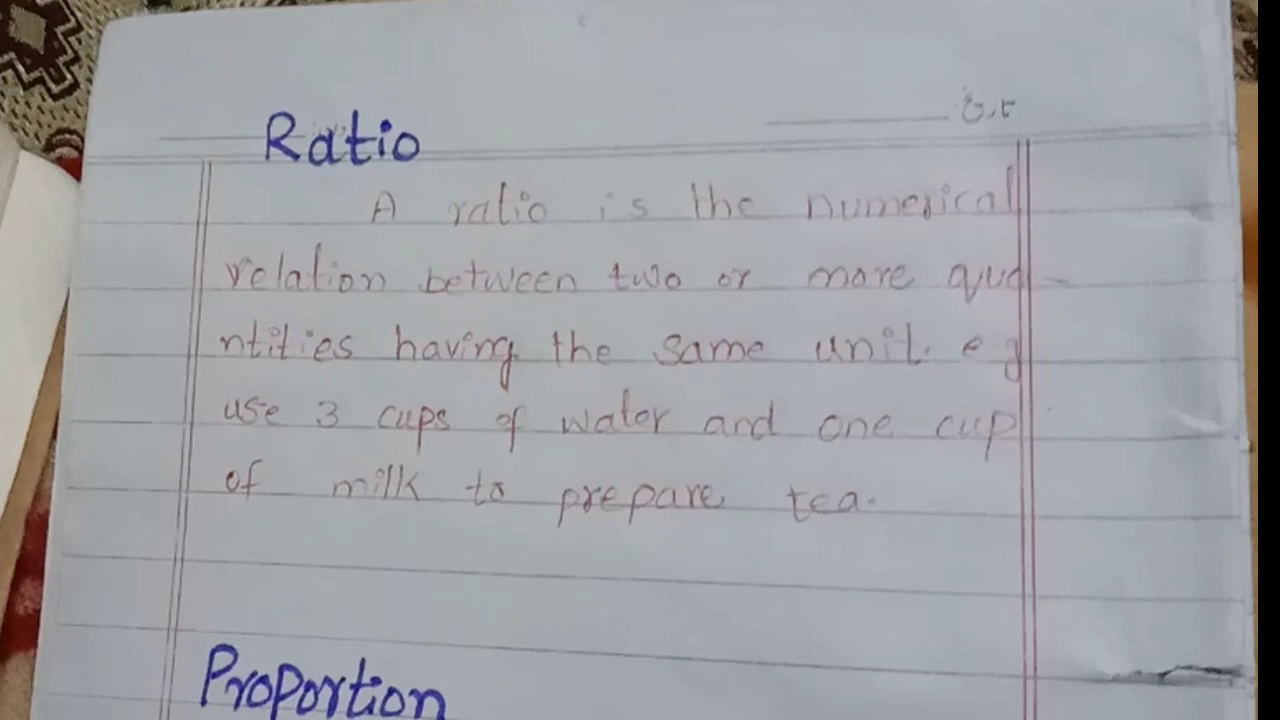 Ratio
A ratio is the numerical
relation between two or more qua-
ntities having the same unit. eg
use 3 cups of water and one cup
of milk to prepare tea.
Proportion